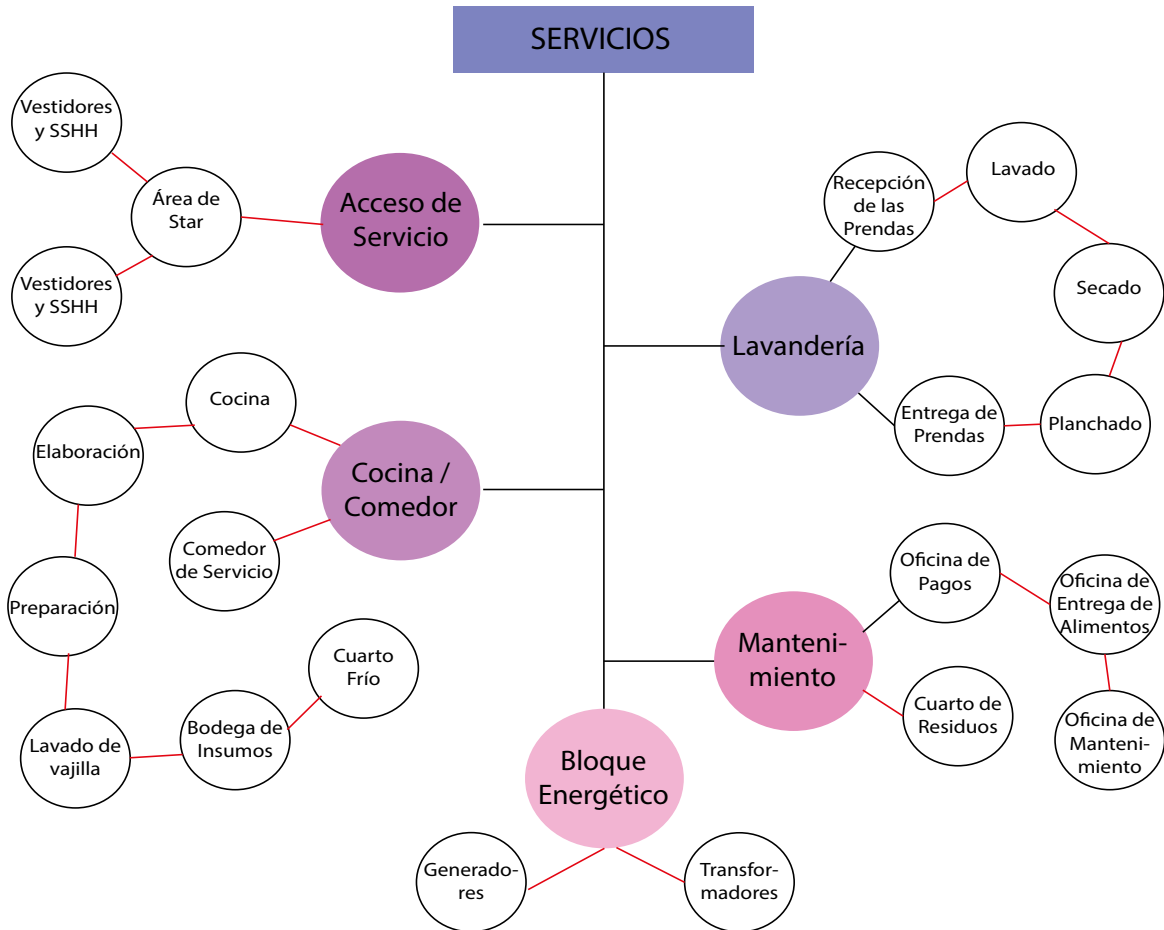 SERVICIOS
Vestidores
y SSHH
Área de
Star
Vestidores
y SSHH
Acceso de
Servicio
Recepción
de las
Prendas
Lavado
Secado
Planchado
Entrega de
Prendas
Lavandería
Cocina
Elaboración
Cocina /
Comedor
Comedor
de Servicio
Preparación
Lavado de
vajilla
Bodega de
Insumos
Cuarto
Frío
Oficina de
Pagos
Oficina de
Entrega de
Alimentos
Manteni-
miento
Cuarto de
Residuos
Oficina de
Manteni-
miento
Bloque
Energético
Generado-
res
Transfor-
madores